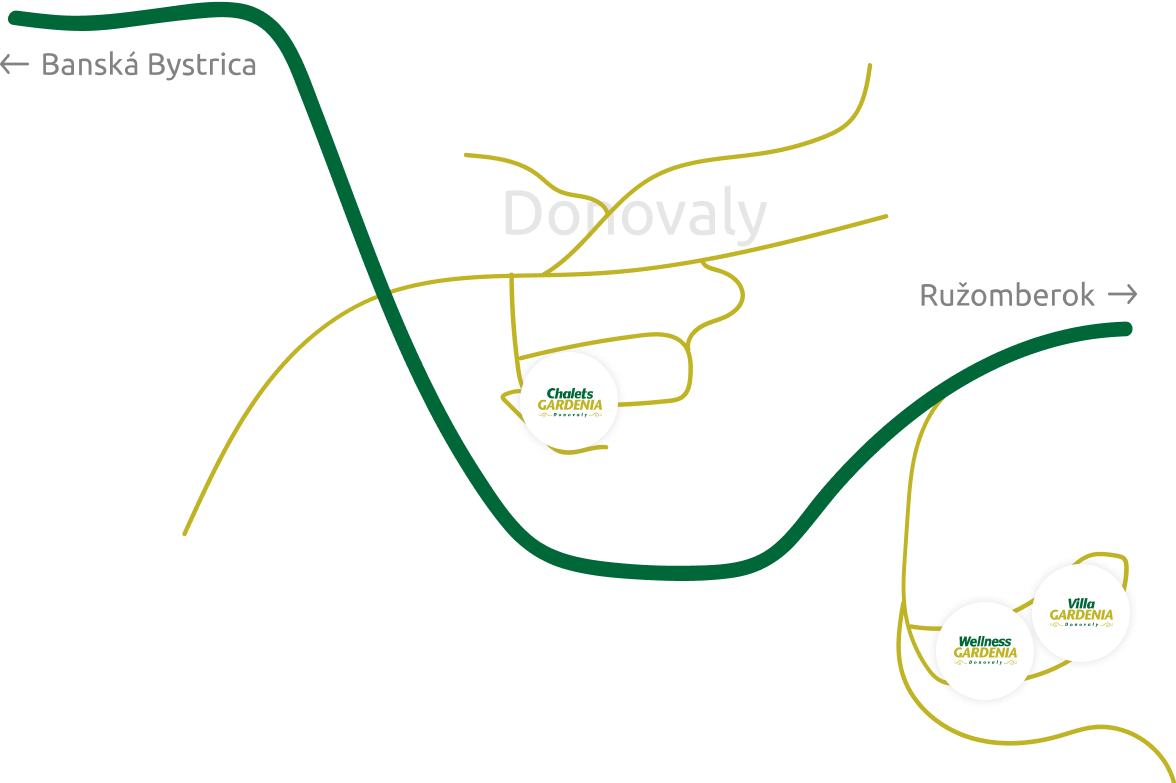 ← Banská Bystrica
Donovaly
Ružomberok →
Chalets
GARDENIA
Donovaly
Villa
GARDENIA
Donovaly
Wellness
GARDENIA
Donovaly